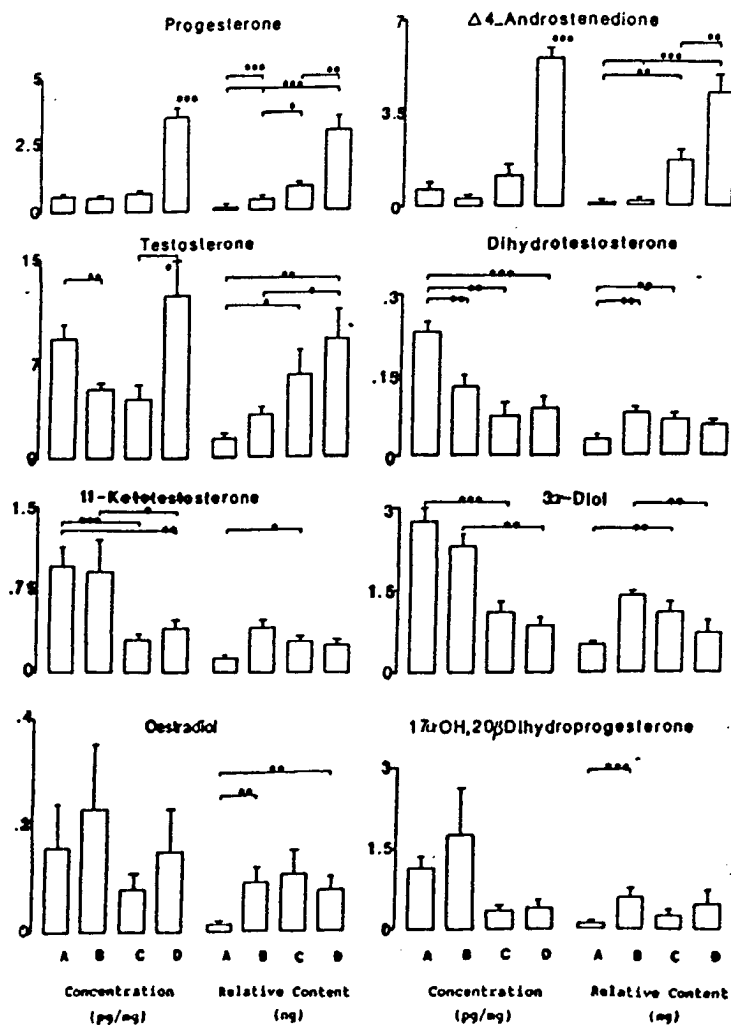 Progesterone
Δ4_Androstenedione
5
2.5
0
7
3.5
0
Testosterone
Dihydrotestosterone
15
7
0
.3
.15
0
11-Ketotestosterone
3α-Diol
1.5
.75
0
3
1.5
0
Oestradiol
17αOH,20βDihydroprogesterone
.4
.2
0
3
1.5
0
A B C D A B C D A B C D A B C D
Concentration Relative Content Concentration Relative Content
(pg/mg) (ng) (pg/mg) (ng)